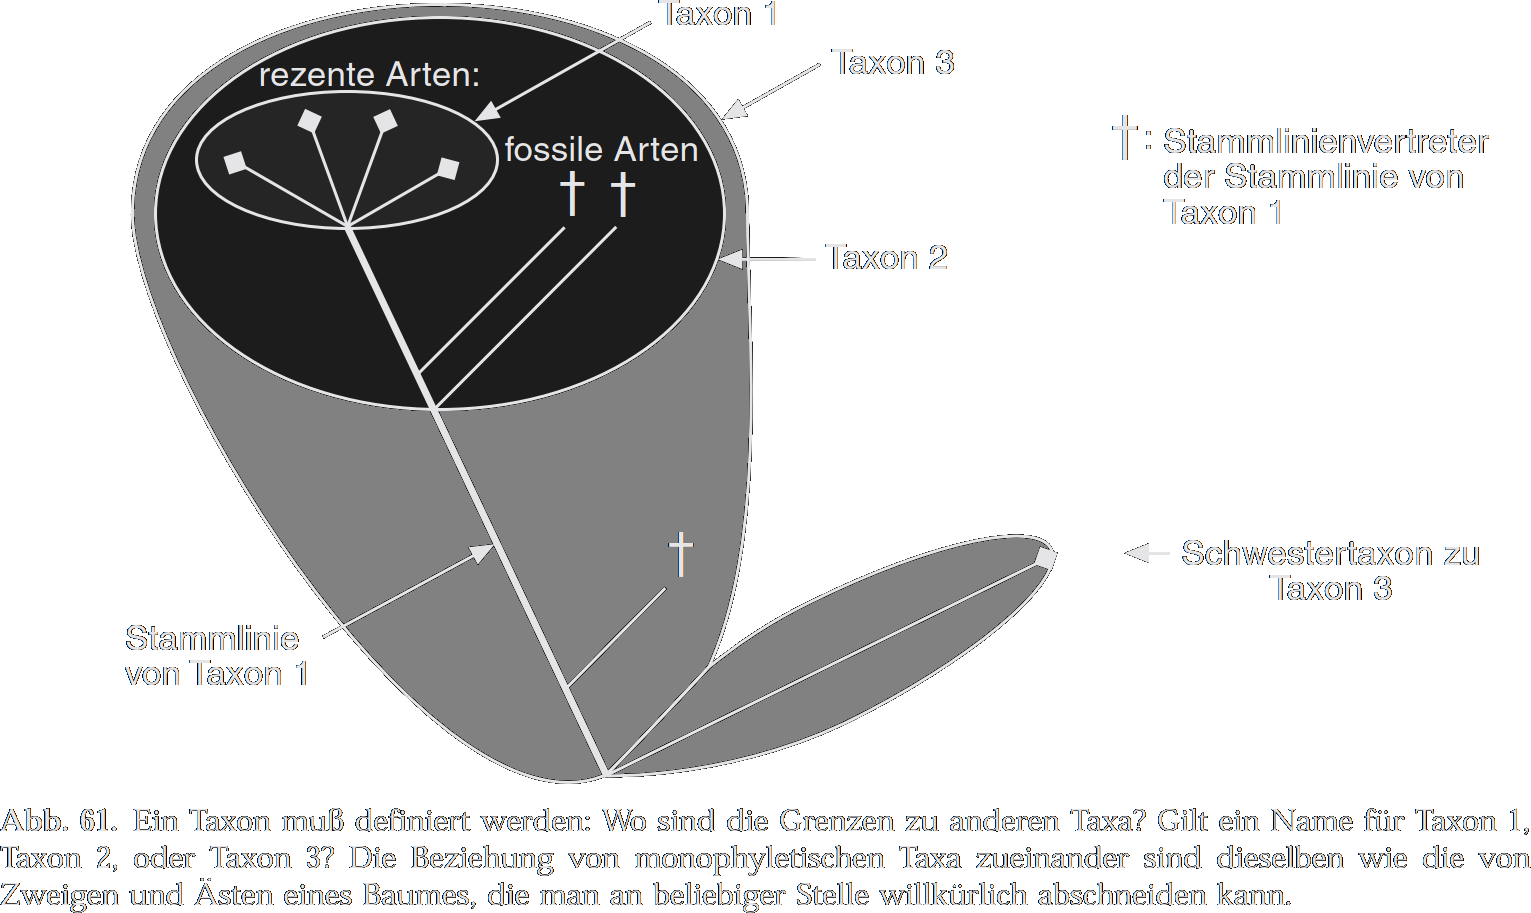 Taxon 1
Taxon 3
rezente Arten:
fossile Arten
† †
† : Stammlinienvertreter
der Stammlinie von
Taxon 1
Taxon 2
†
Schwestertaxon zu
Taxon 3
Stammlinie
von Taxon 1
Abb. 61. Ein Taxon muß definiert werden: Wo sind die Grenzen zu anderen Taxa? Gilt ein Name für Taxon 1,
Taxon 2, oder Taxon 3? Die Beziehung von monophyletischen Taxa zueinander sind dieselben wie die von
Zweigen und Ästen eines Baumes, die man an beliebiger Stelle willkürlich abschneiden kann.